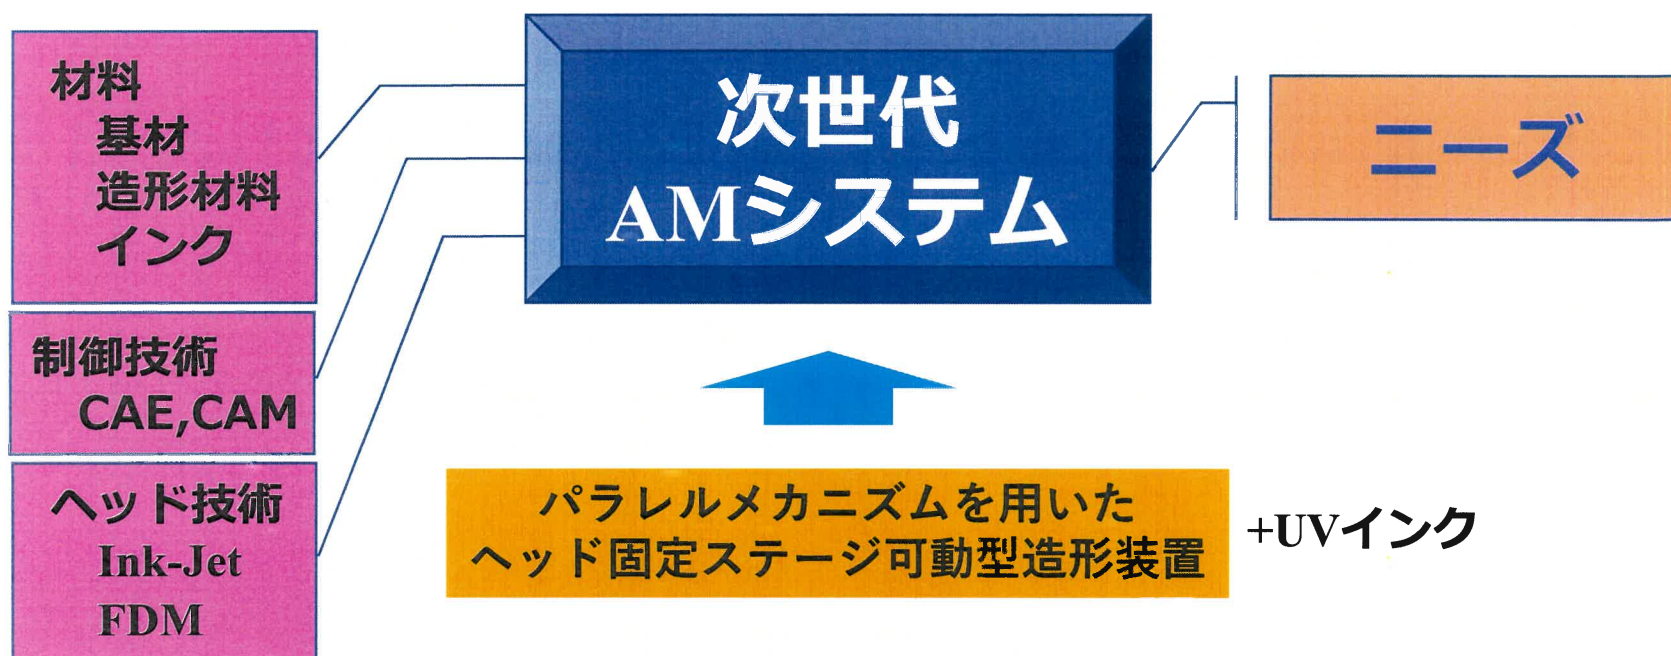 材料
基材
造形材料
インク
制御技術
CAE,CAM
ヘッド技術
Ink-Jet
FDM
次世代
AMシステム
ニーズ
パラレルメカニズムを用いた
ヘッド固定ステージ可動型造形装置
+UVインク